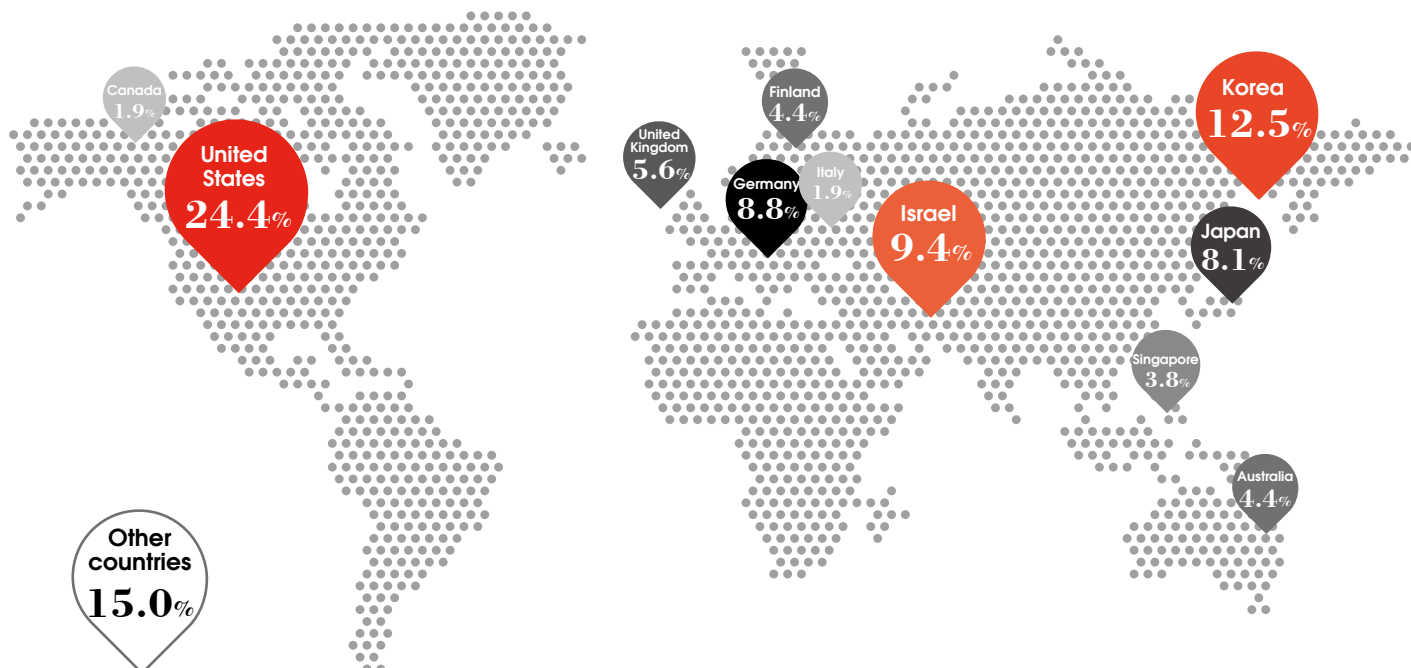 Canada
1.9%
United
States
24.4%
Finland
4.4%
United
Kingdom
5.6%
Germany
8.8%
Italy
1.9%
Israel
9.4%
Korea
12.5%
Japan
8.1%
Singapore
3.8%
Australia
4.4%
Other
countries
15.0%